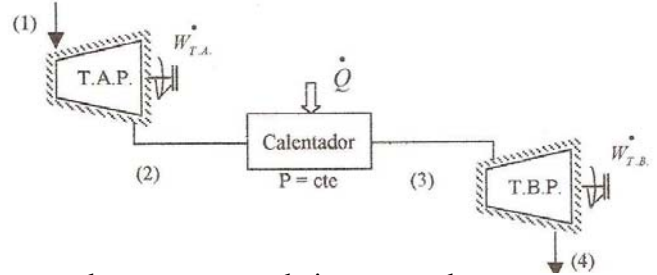 (1)
Ẇ T.A.
T.A.P.
Q̇
Calentador
(2)
P = cte
(3)
Ẇ T.B.
T.B.P.
(4)